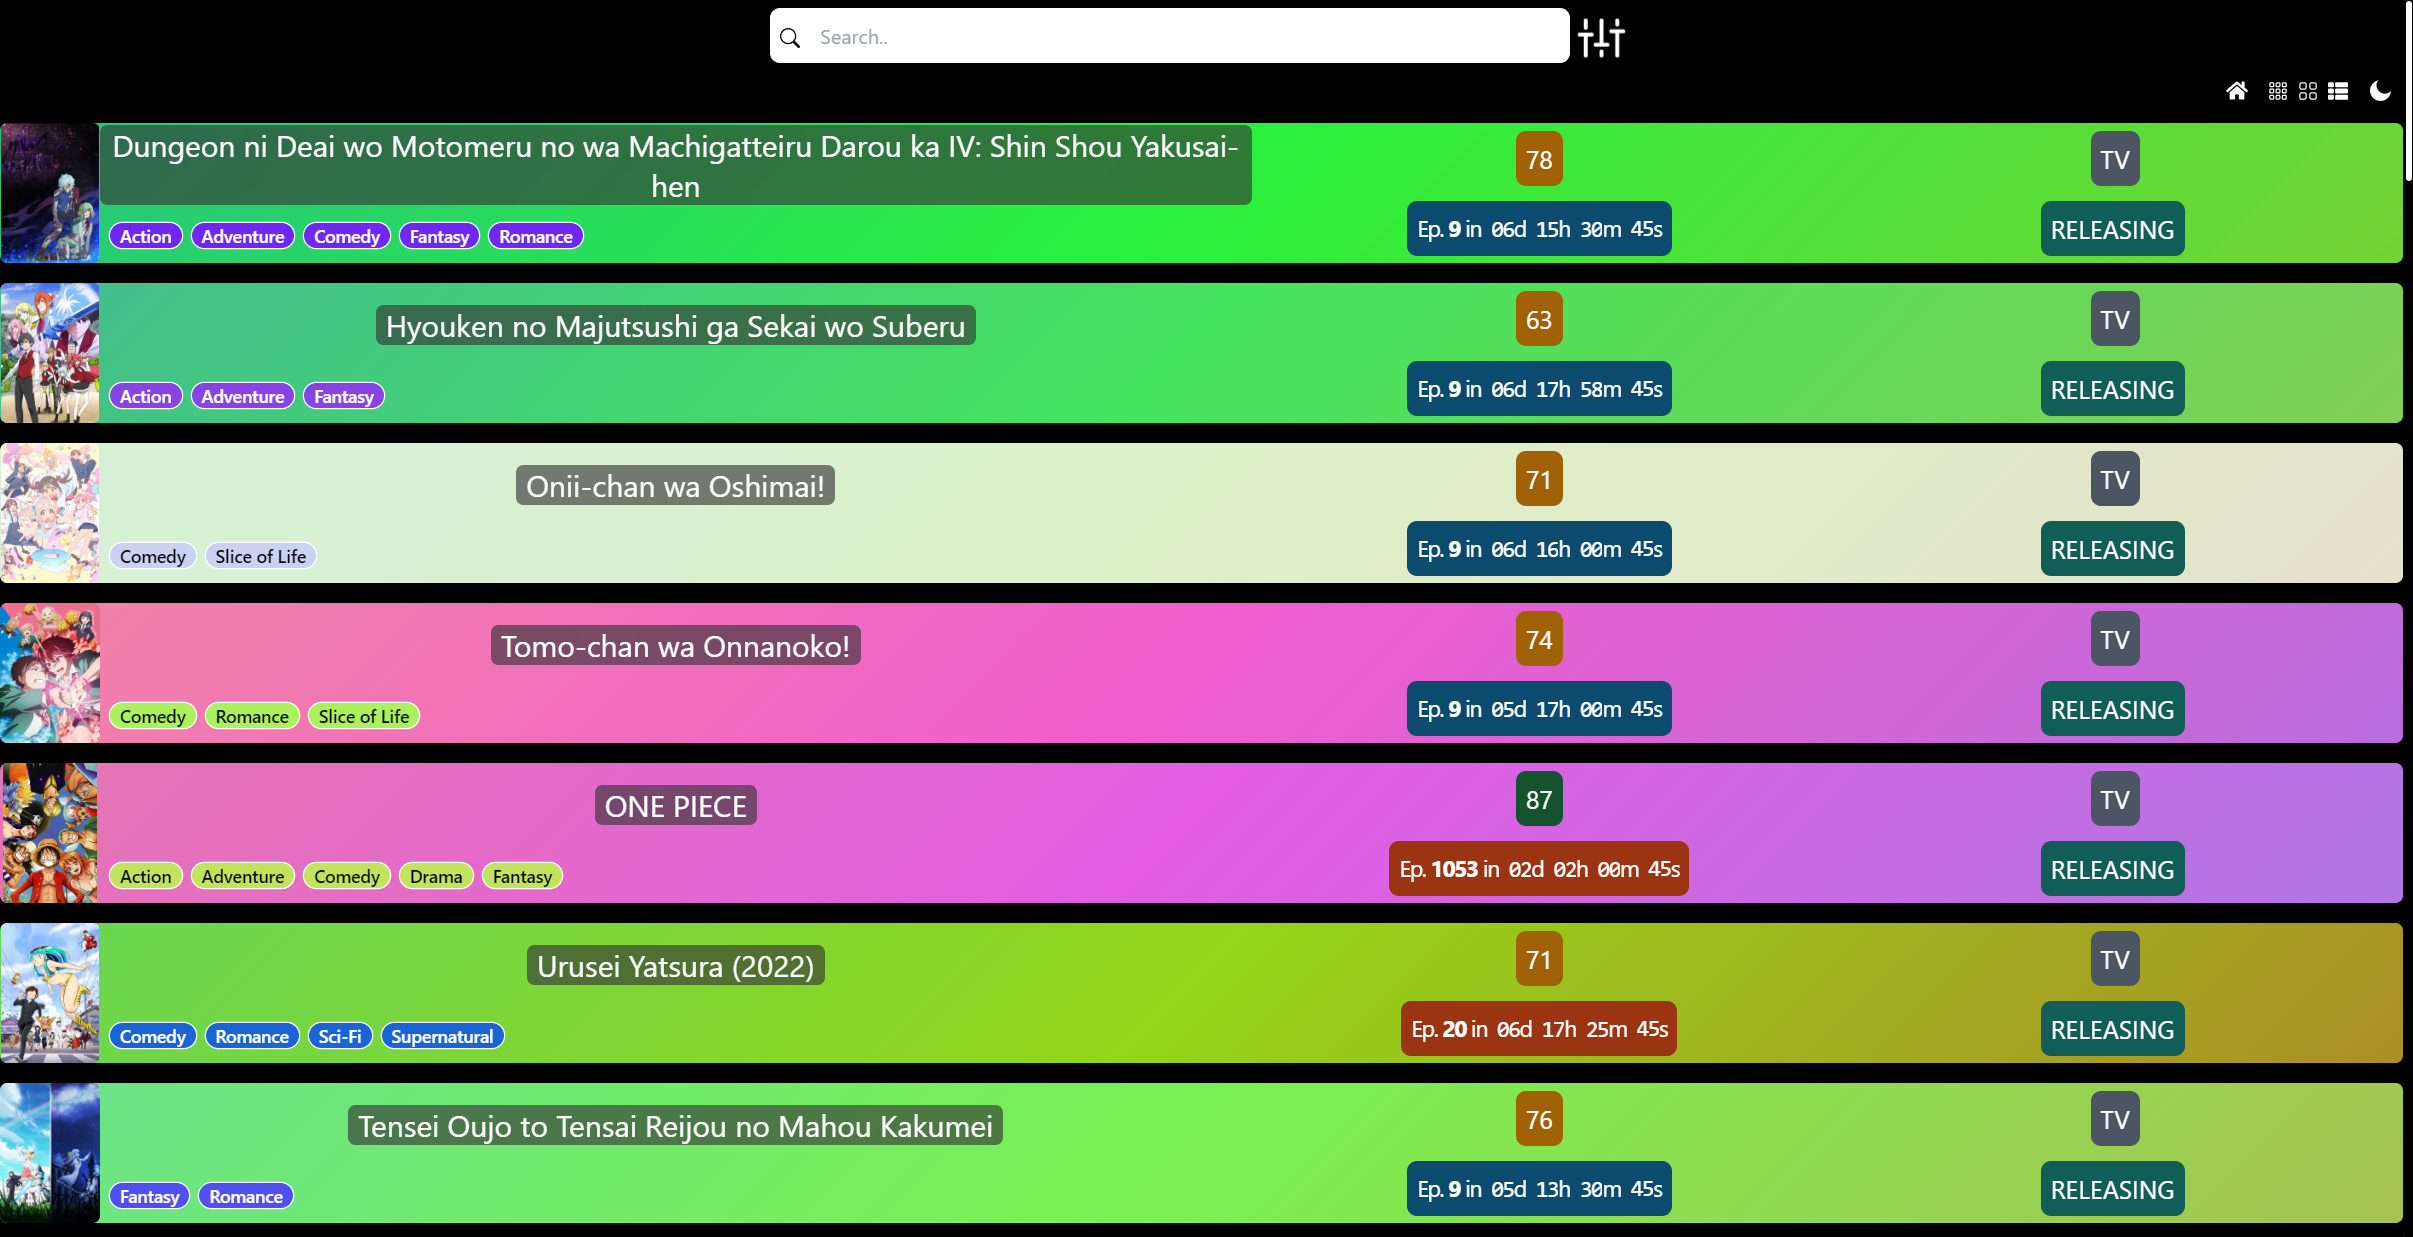 Search..
Dungeon ni Deai wo Motomeru no wa Machigatteiru Darou ka IV: Shin Shou Yakusai-
hen
78
TV
Action Adventure Comedy Fantasy Romance
Ep. 9 in 06d 15h 30m 45s
RELEASING
Hyouken no Majutsushi ga Sekai wo Suberu
63
TV
Action Adventure Fantasy
Ep. 9 in 06d 17h 58m 45s
RELEASING
Onii-chan wa Oshimai!
71
TV
Comedy Slice of Life
Ep. 9 in 06d 16h 00m 45s
RELEASING
Tomo-chan wa Onnanoko!
74
TV
Comedy Romance Slice of Life
Ep. 9 in 05d 17h 00m 45s
RELEASING
ONE PIECE
87
TV
Action Adventure Comedy Drama Fantasy
Ep. 1053 in 02d 02h 00m 45s
RELEASING
Urusei Yatsura (2022)
71
TV
Comedy Romance Sci-Fi Supernatural
Ep. 20 in 06d 17h 25m 45s
RELEASING
Tensei Oujo to Tensai Reijou no Mahou Kakumei
76
TV
Fantasy Romance
Ep. 9 in 05d 13h 30m 45s
RELEASING